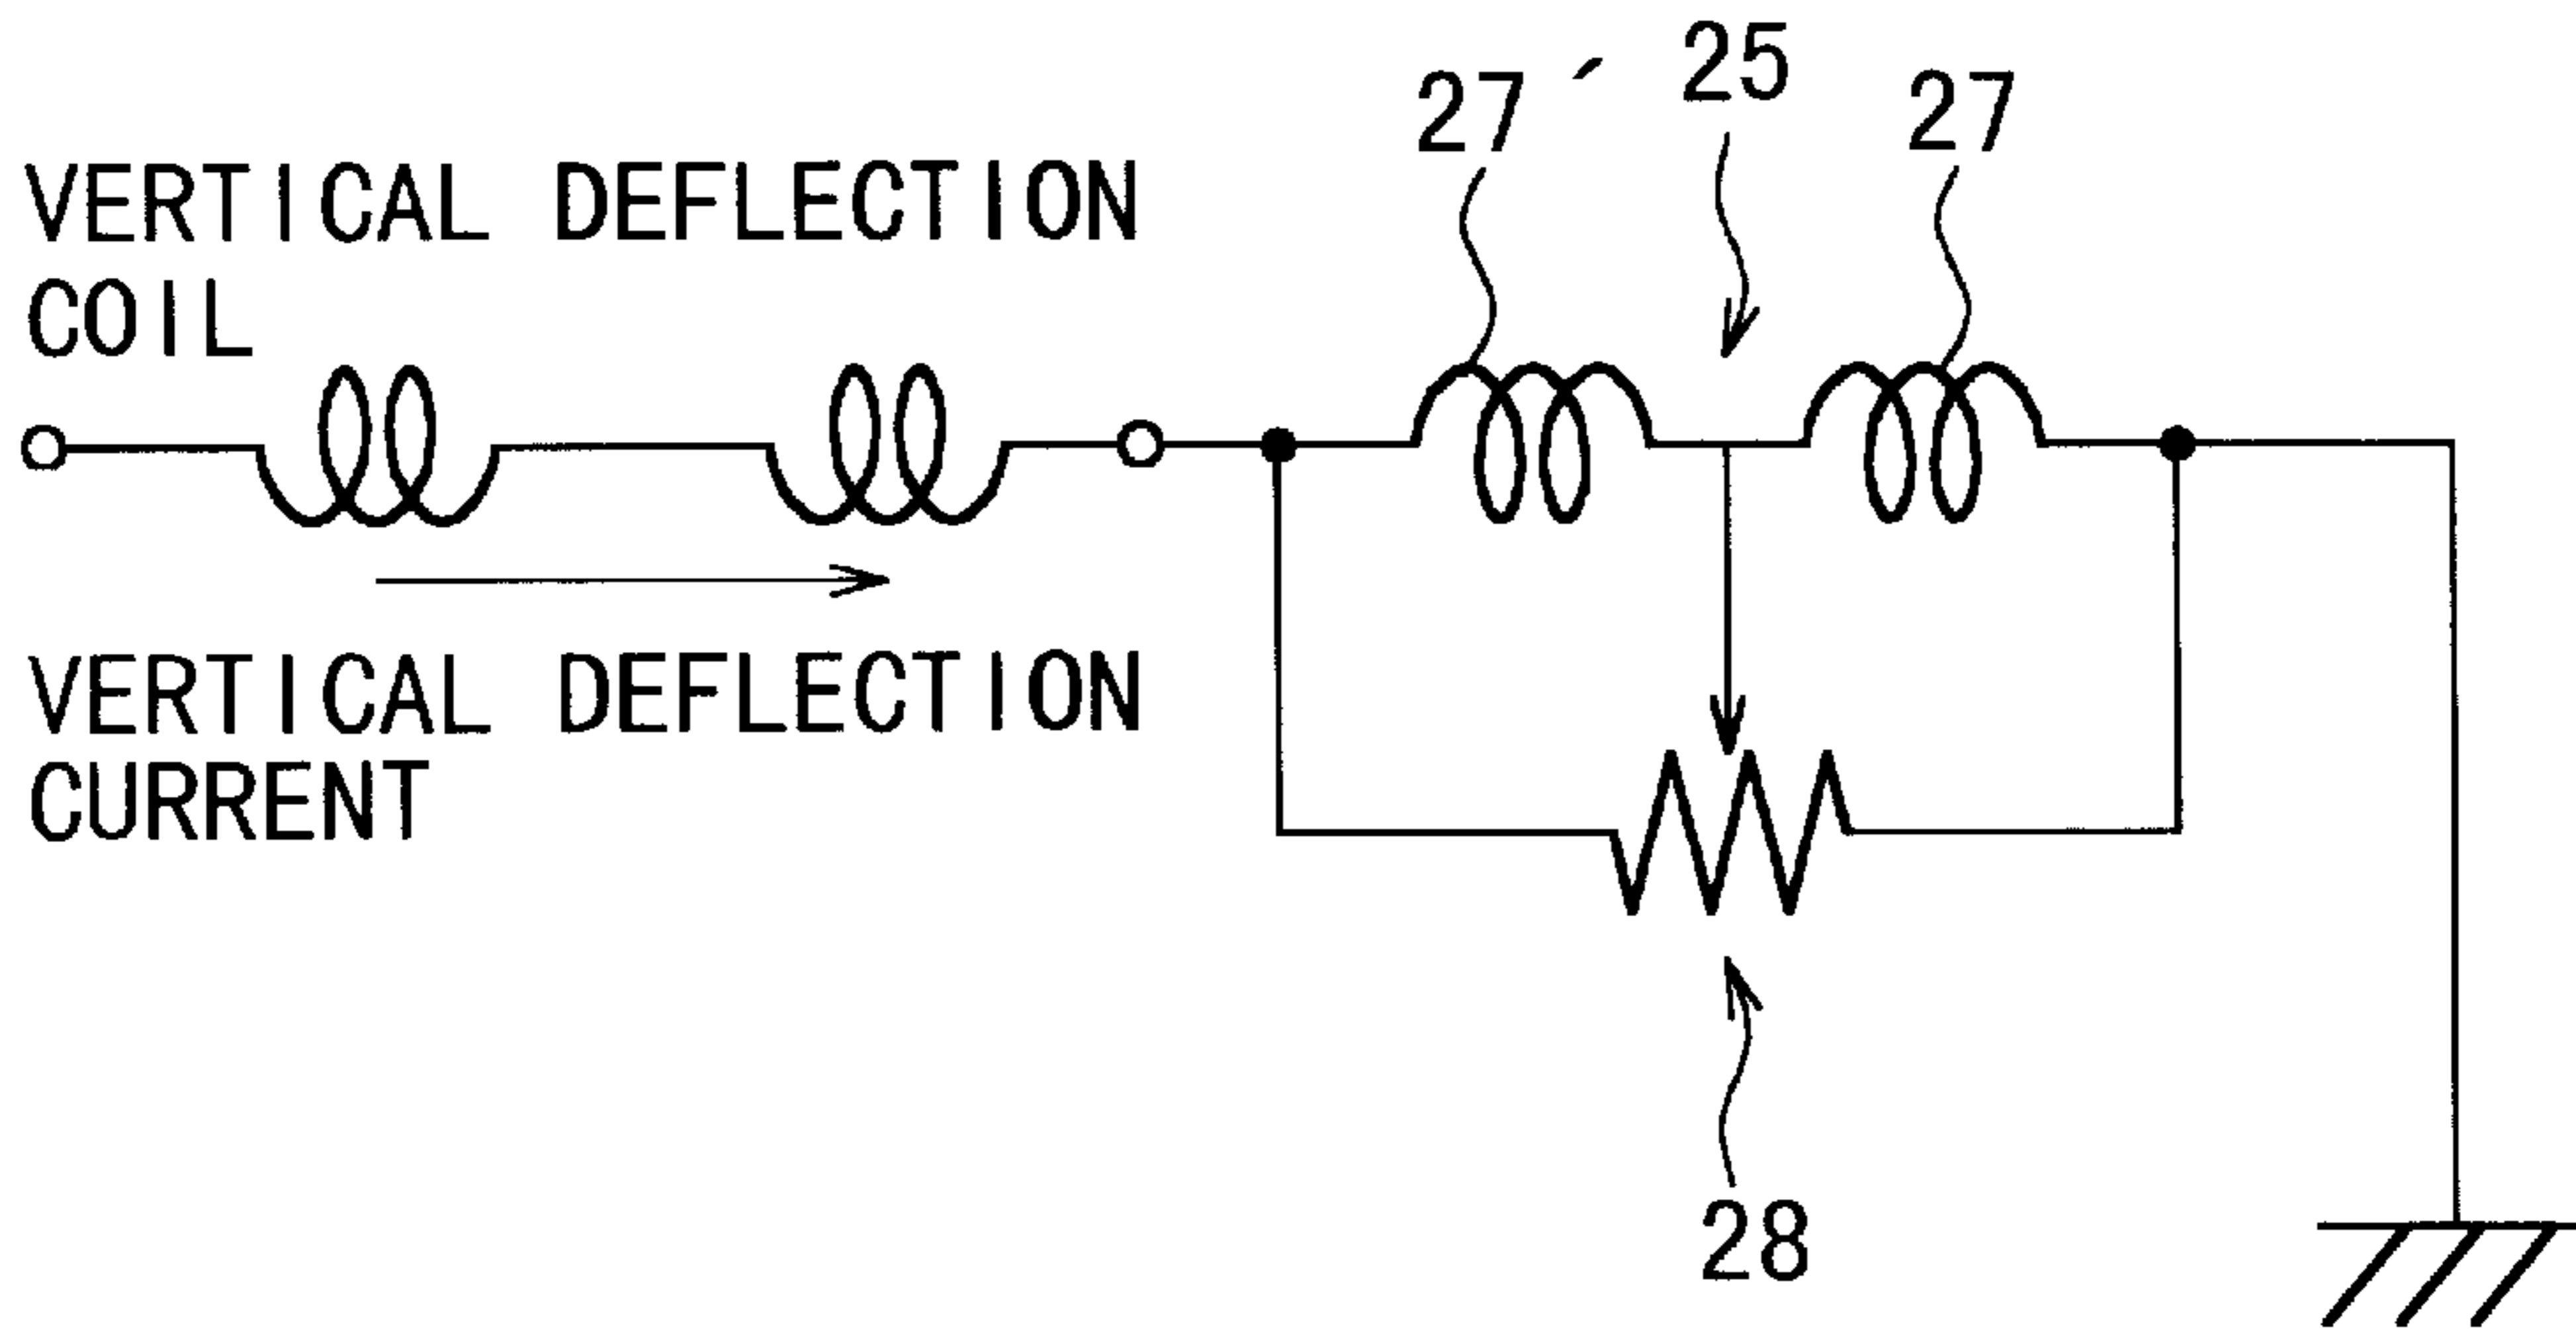 25
27´
27
VERTICAL DEFLECTION
COIL
VERTICAL DEFLECTION
CURRENT
28